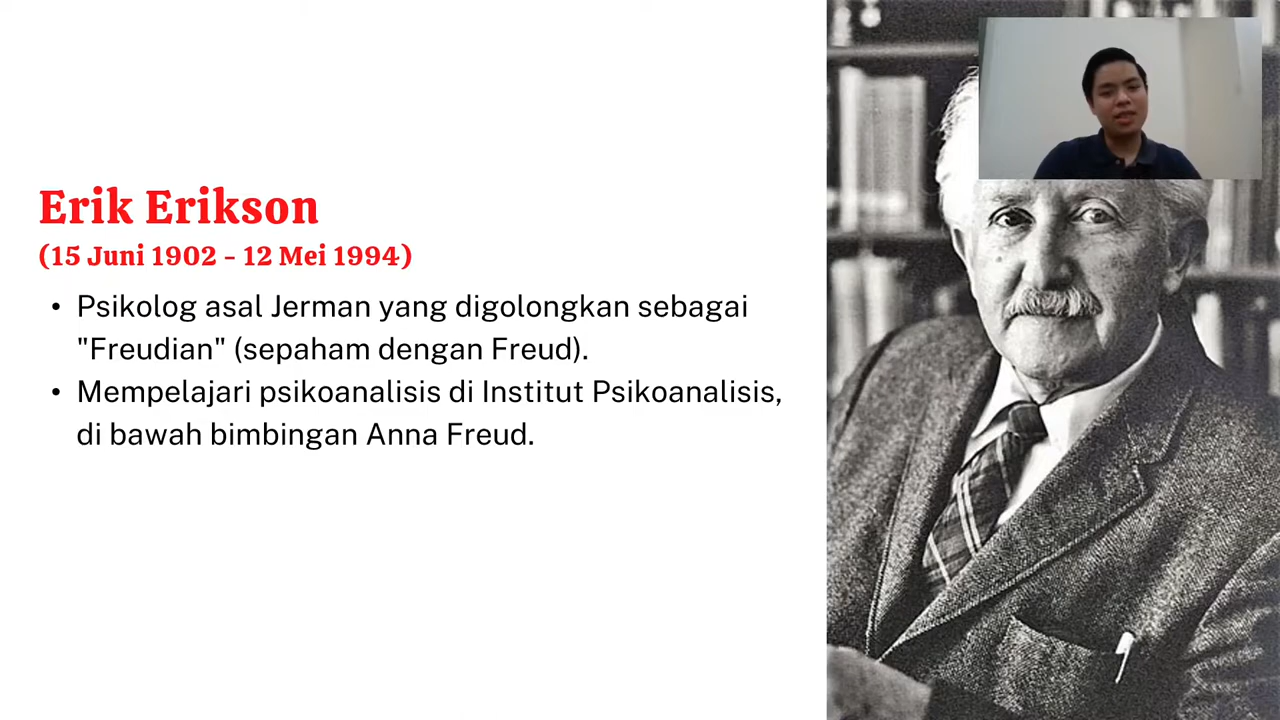 Erik Erikson
(15 Juni 1902 - 12 Mei 1994)
• Psikolog asal Jerman yang digolongkan sebagai
"Freudian" (sepaham dengan Freud).
• Mempelajari psikoanalisis di Institut Psikoanalisis,
di bawah bimbingan Anna Freud.